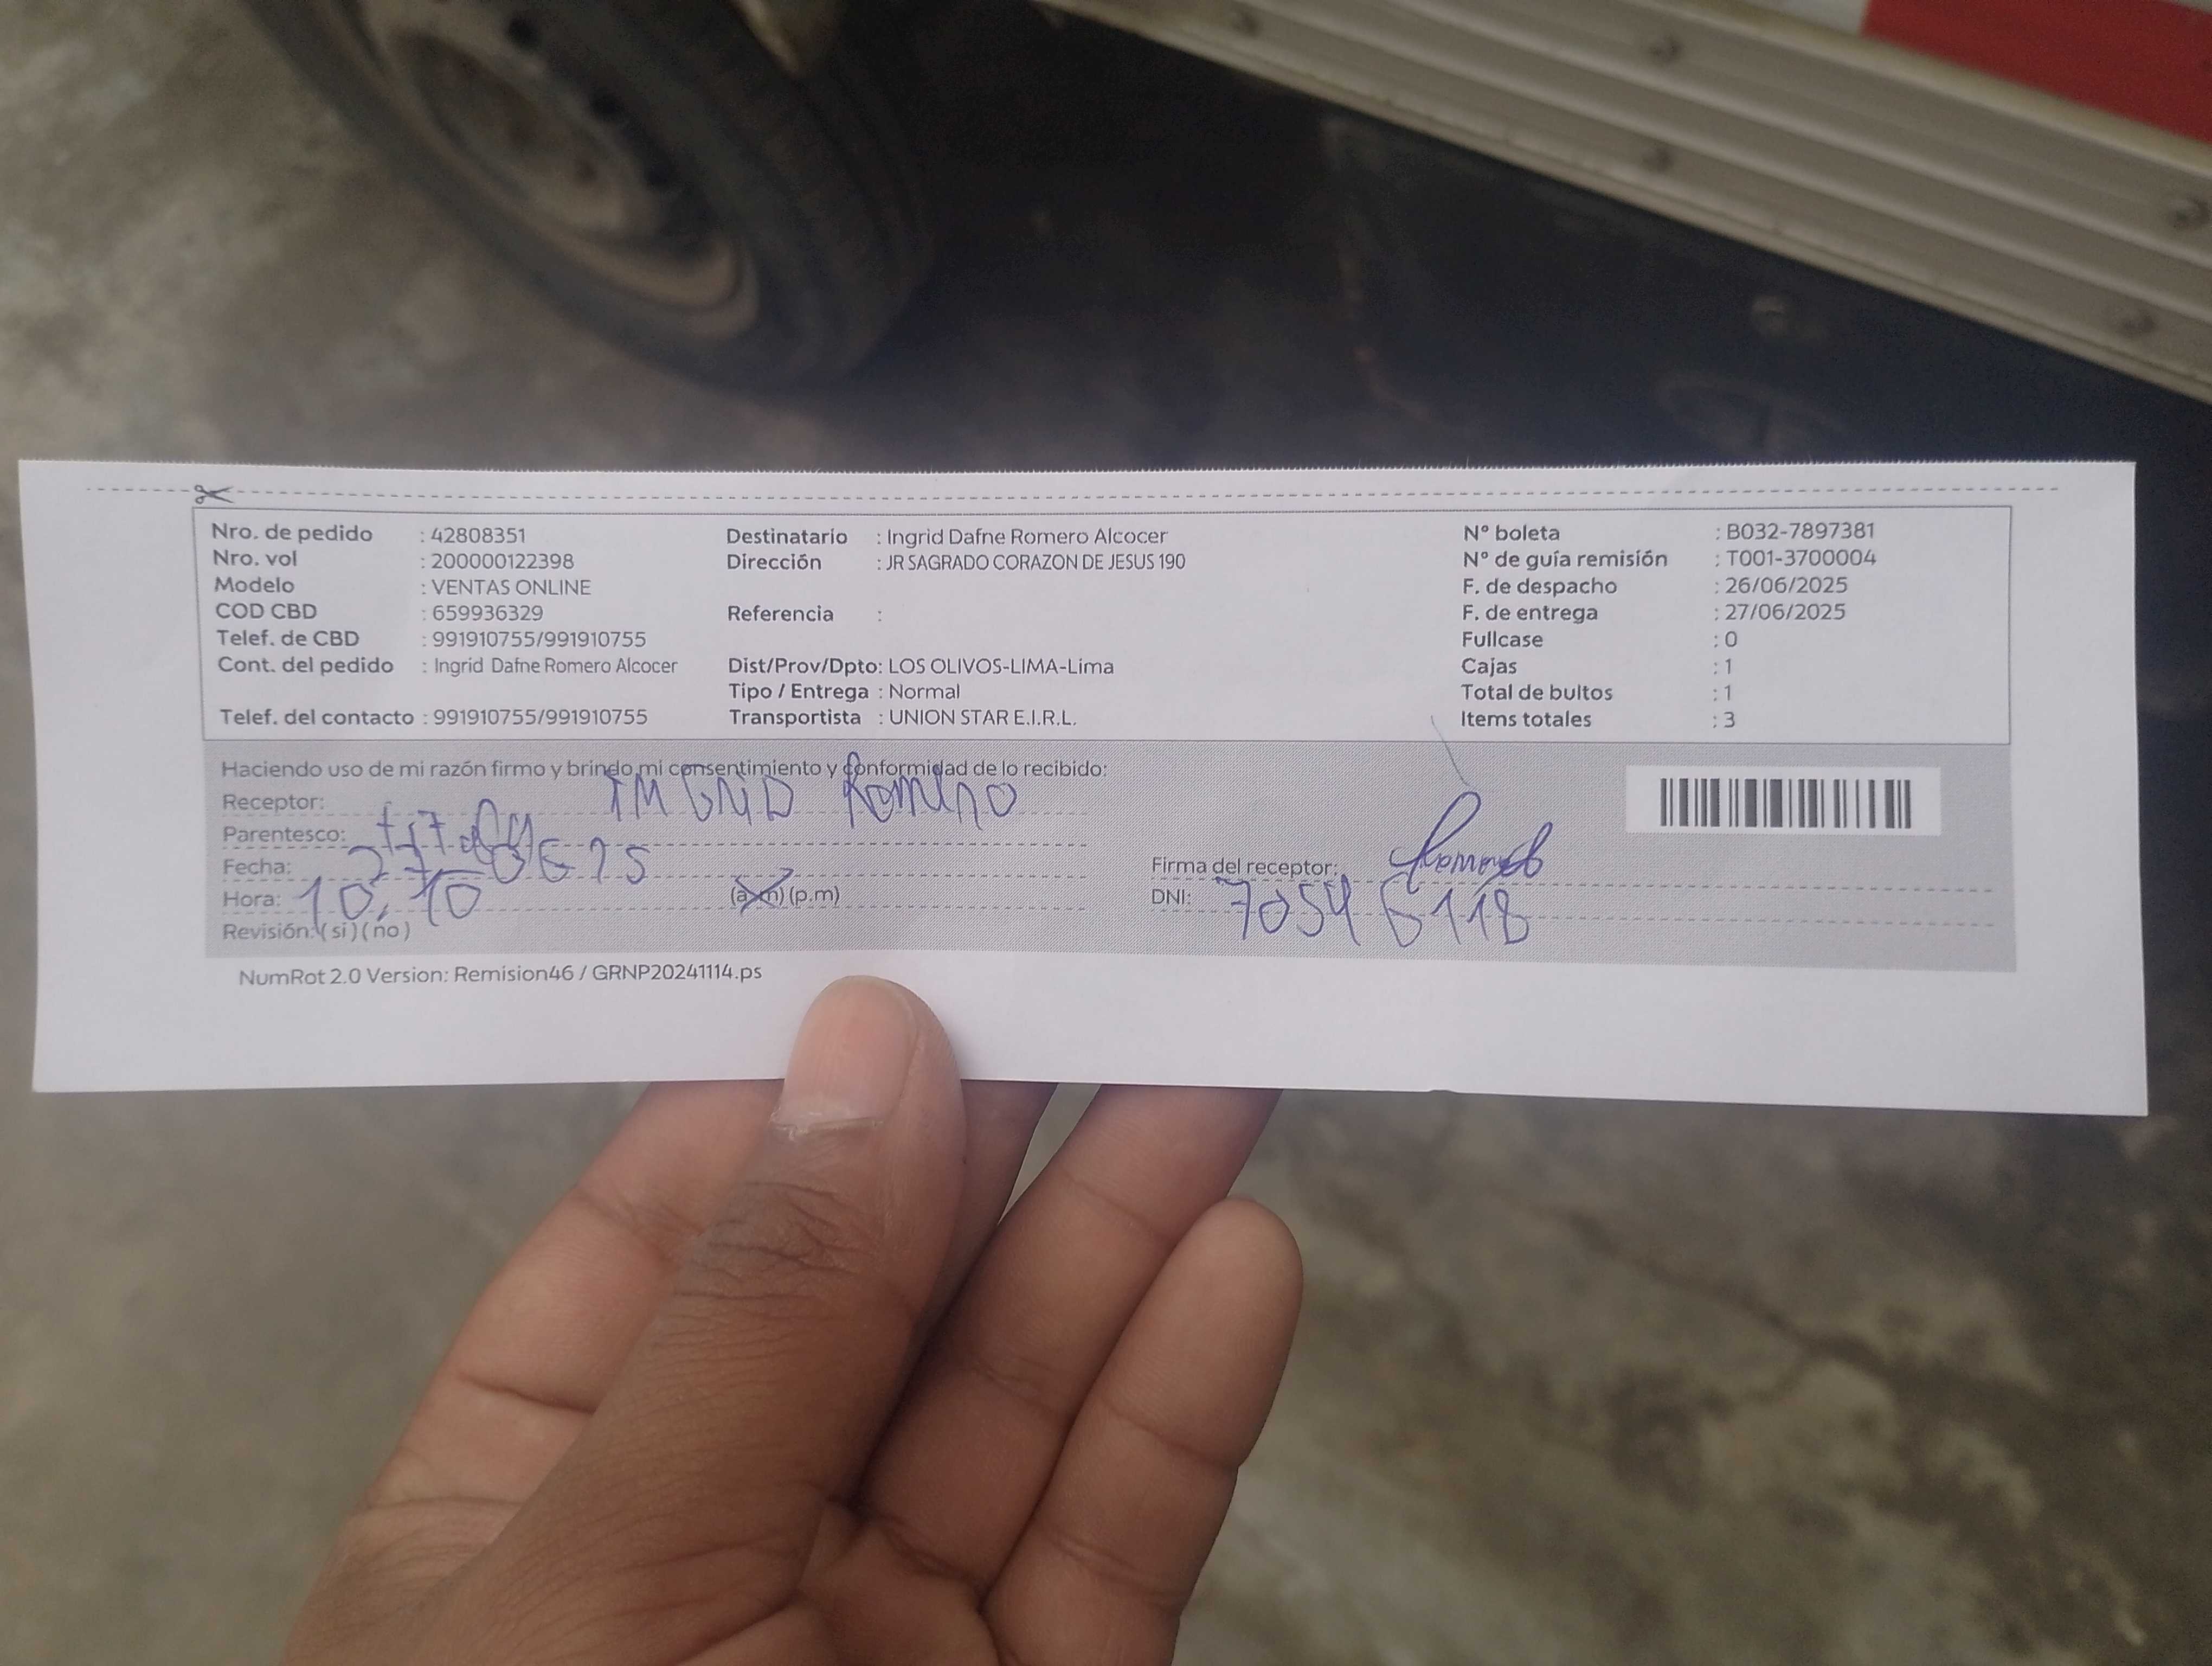 Nro. de pedido : 42808351 Destinatario : Ingrid Dafne Romero Alcocer Nº boleta : B032-7897381
Nro. vol : 200000122398 Dirección : JR SAGRADO CORAZON DE JESUS 190 Nº de guía remisión : T001-3700004
Modelo : VENTAS ONLINE F. de despacho : 26/06/2025
COD CBD : 659936329 Referencia : F. de entrega : 27/06/2025
Telef. de CBD : 991910755/991910755 Fullcase : 0
Cont. del pedido : Ingrid Dafne Romero Alcocer Dist/Prov/Dpto: LOS OLIVOS-LIMA-Lima Cajas : 1
Tipo / Entrega : Normal Total de bultos : 1
Telef. del contacto : 991910755/991910755 Transportista : UNION STAR E.I.R.L. Items totales : 3
Haciendo uso de mi razón firmo y brindo mi consentimiento y conformidad de lo recibido:
Receptor:
Parentesco:
Fecha: 27-06 25 Firma del receptor:
Hora: 10,10 (a.m) (p.m) DNI: 70546118
Revisión: (si) (no)
NumRot 2.0 Version: Remision46 / GRNP20241114.ps